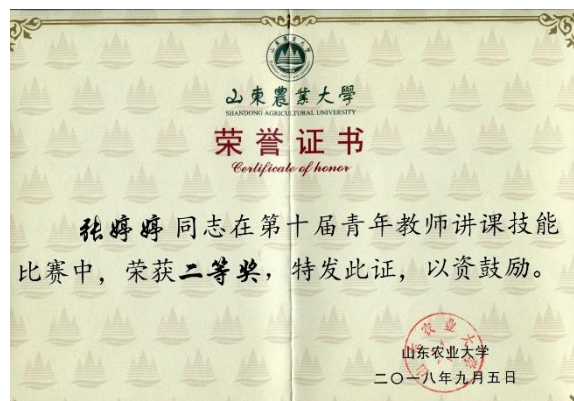 山東農業大學
SHANDONG AGRICULTURAL UNIVERSITY
荣誉证书
Certificate of honor
张婷婷 同志在第十届青年教师讲课技能
比赛中，荣获二等奖，特发此证，以资鼓励。
山东农业大学
二〇一八年九月五日